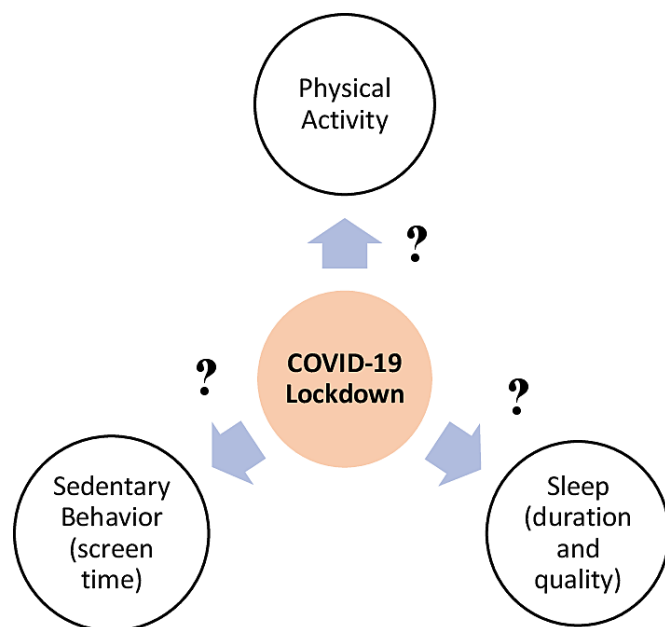 Physical
Activity
?
COVID-19
Lockdown
?
?
Sedentary
Behavior
(screen
time)
Sleep
(duration
and
quality)